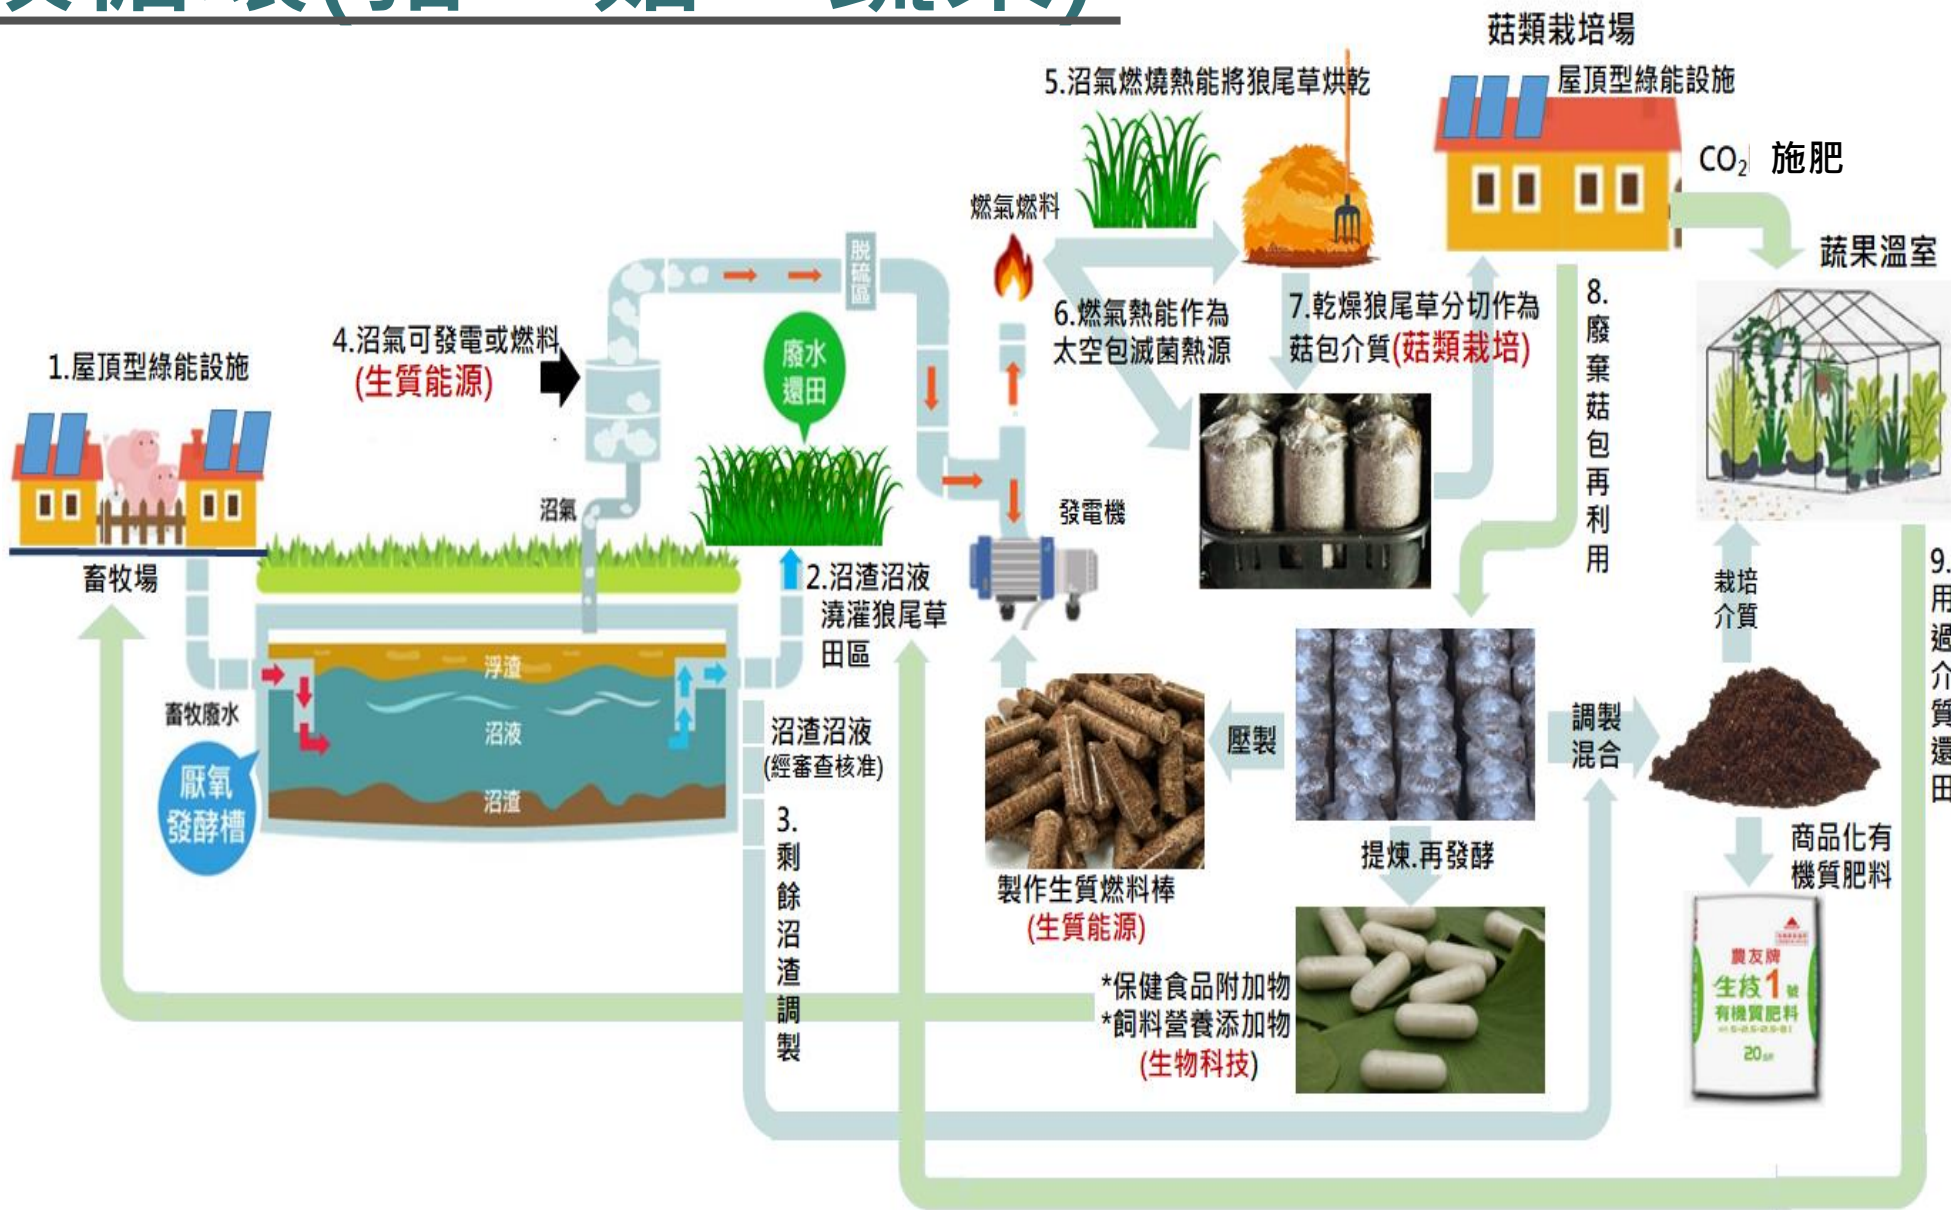 菇類栽培場
屋頂型綠能設施
5.沼氣燃燒熱能將狼尾草烘乾
CO₂ 施肥
燃氣燃料
脱硫區
蔬果溫室
4.沼氣可發電或燃料
(生質能源)
廢水
還田
6.燃氣熱能作為
太空包滅菌熱源
7.乾燥狼尾草分切作為
菇包介質(菇類栽培)
8.廢棄菇包再利用
1.屋頂型綠能設施
沼氣
發電機
畜牧場
2.沼渣沼液
澆灌狼尾草
田區
栽培
介質
9.用過介質還田
浮渣
沼液
沼渣
畜牧廢水
厭氧
發酵槽
沼渣沼液
(經審查核准)
3.剩餘沼渣調製
壓製
調製
混合
提煉.再發酵
製作生質燃料棒
(生質能源)
商品化有
機質肥料
*保健食品附加物
*飼料營養添加物
(生物科技)
農友牌
生技1號
有機質肥料
20